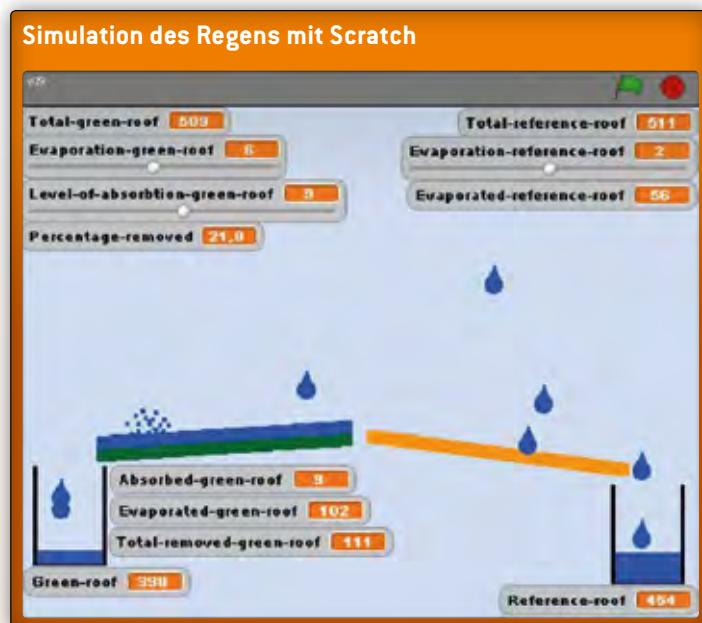 Simulation des Regens mit Scratch
Total-green-roof 509
Evaporation-green-roof 6
Level-of-absorbtion-green-roof 9
Percentage-removed 21,8
Total-reference-roof 511
Evaporation-reference-roof 2
Evaporated-reference-roof 56
Absorbed-green-roof 9
Evaporated-green-roof 102
Total-removed-green-roof 111
Green-roof 398
Reference-roof 454